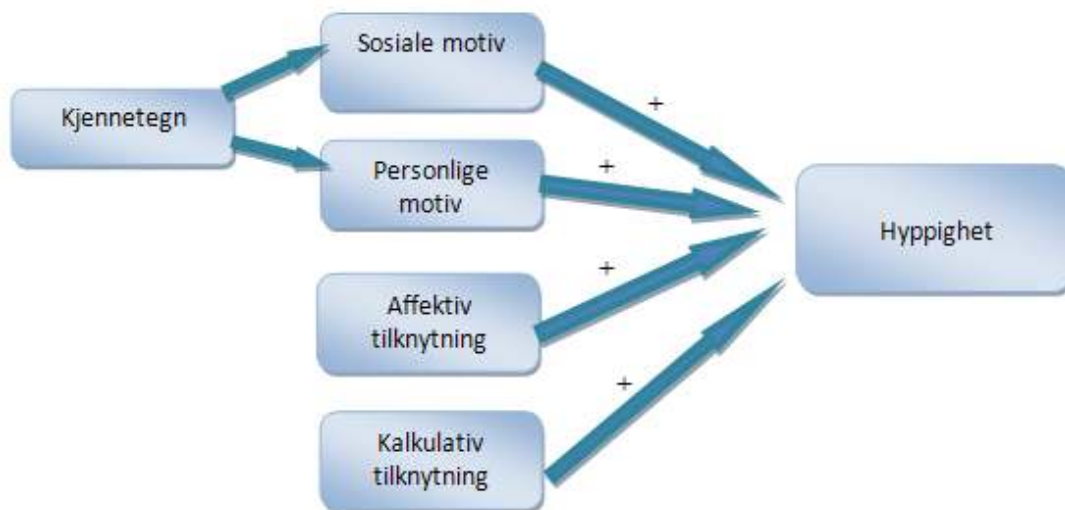 Kjennetegn
Sosiale motiv
+
Personlige
motiv
+
Affektiv
tilknytning
+
Kalkulativ
tilknytning
+
Hyppighet